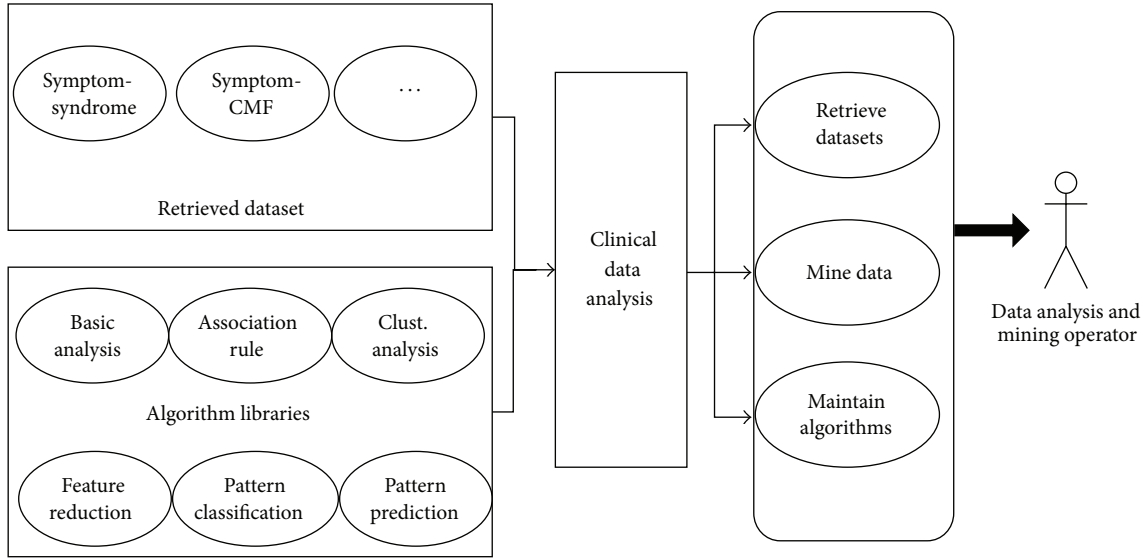 Symptom-
syndrome
Symptom-
CMF
...
Retrieved dataset
Basic
analysis
Association
rule
Clust.
analysis
Algorithm libraries
Feature
reduction
Pattern
classification
Pattern
prediction
Clinical
data
analysis
Retrieve
datasets
Mine data
Maintain
algorithms
Data analysis and
mining operator